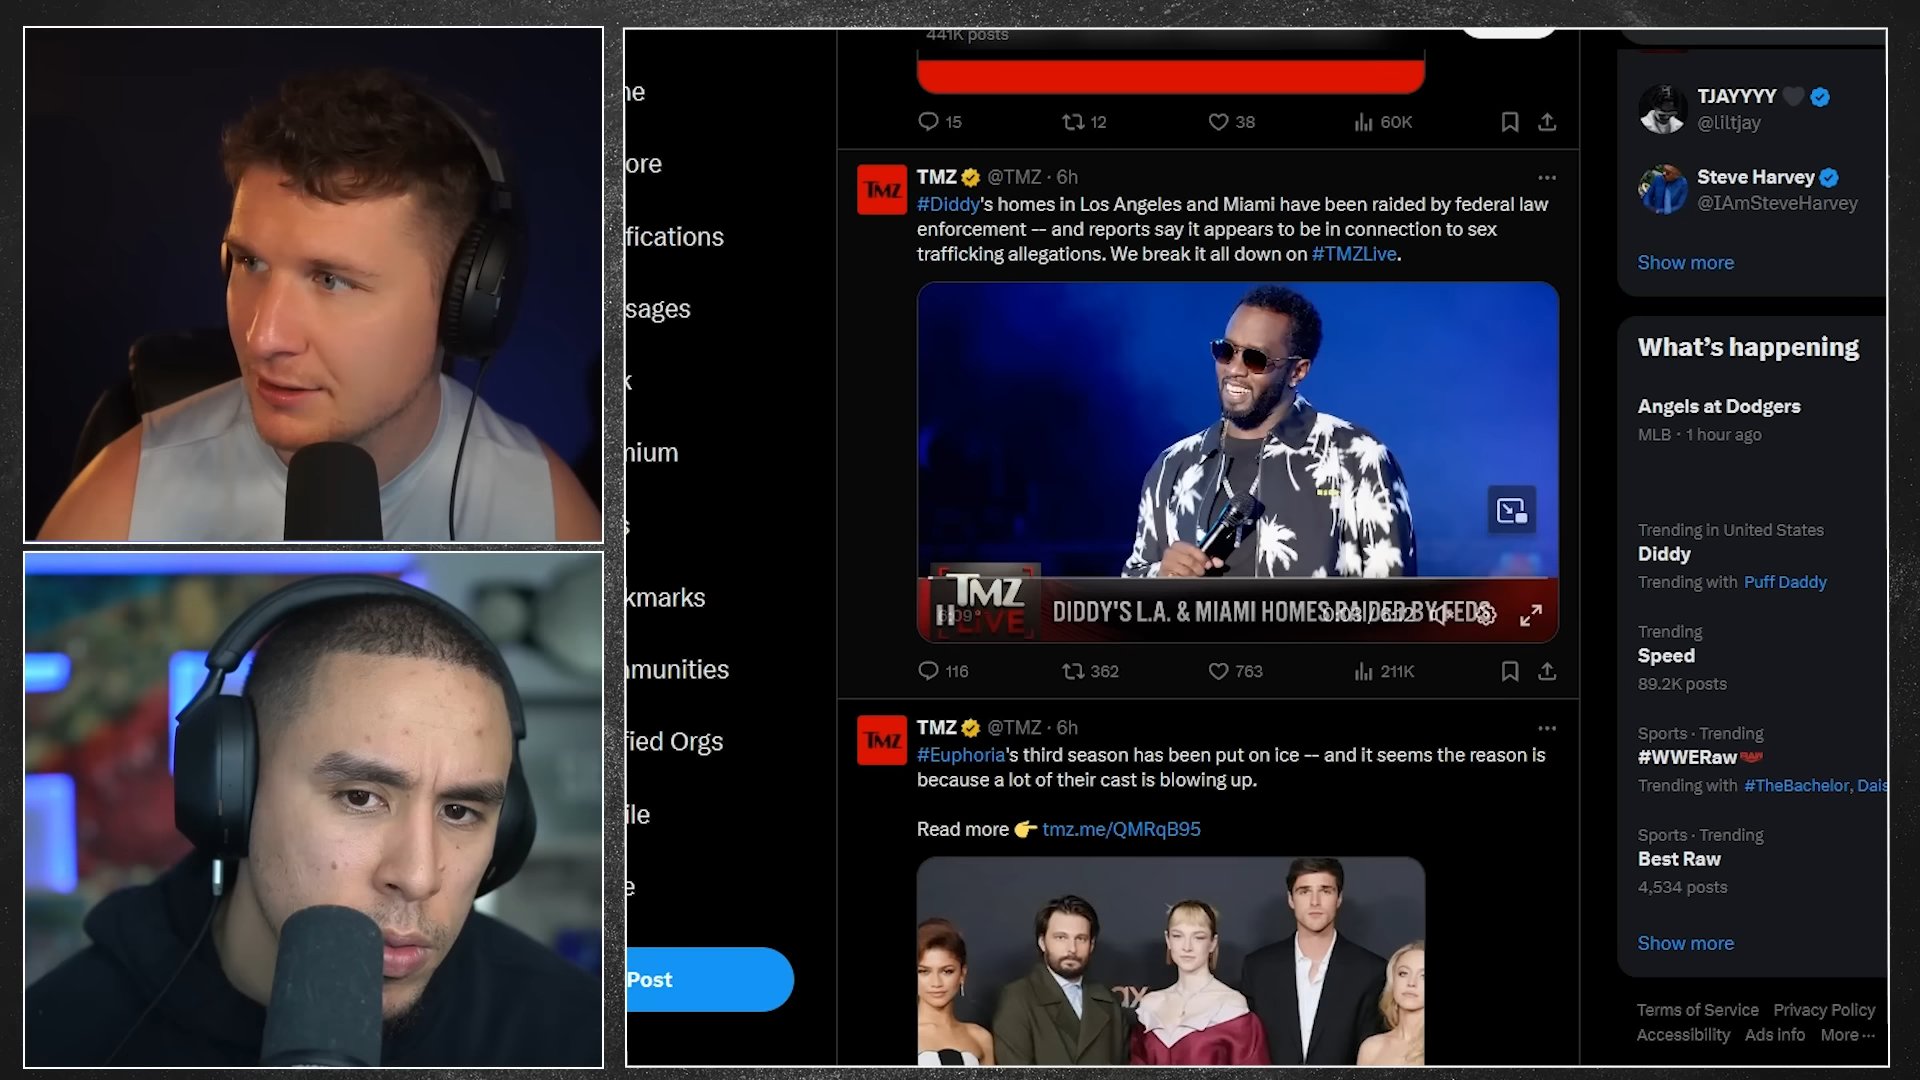 441K posts
15
12
38
60K
TMZ @TMZ · 6h
#Diddy's homes in Los Angeles and Miami have been raided by federal law
enforcement -- and reports say it appears to be in connection to sex
trafficking allegations. We break it all down on #TMZLive.
TMZ
LIVE
DIDDY'S L.A. & MIAMI HOMES RAIDED BY FEDS
116
362
763
211K
TMZ @TMZ · 6h
#Euphoria's third season has been put on ice -- and it seems the reason is
because a lot of their cast is blowing up.
Read more 👉 tmz.me/QMRqB95
ne
ore
fications
sages
k
nium
s
kmarks
munities
fied Orgs
ile
e
Post
TJAYYYY 🖤
@liltjay
Steve Harvey
@IAmSteveHarvey
Show more
What's happening
Angels at Dodgers
MLB · 1 hour ago
Trending in United States
Diddy
Trending with Puff Daddy
Trending
Speed
89.2K posts
Sports · Trending
#WWERaw
Trending with #TheBachelor, Dais
Sports · Trending
Best Raw
4,534 posts
Show more
Terms of Service Privacy Policy
Accessibility Ads info More ···